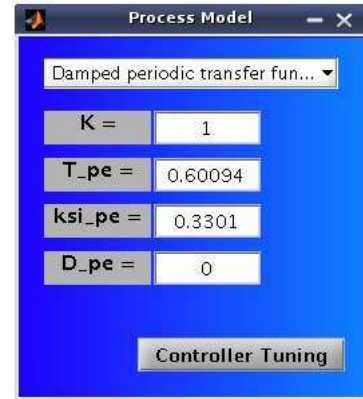 Process Model
Damped periodic transfer fun...
K = 1
T_pe = 0.60094
ksi_pe = 0.3301
D_pe = 0
Controller Tuning